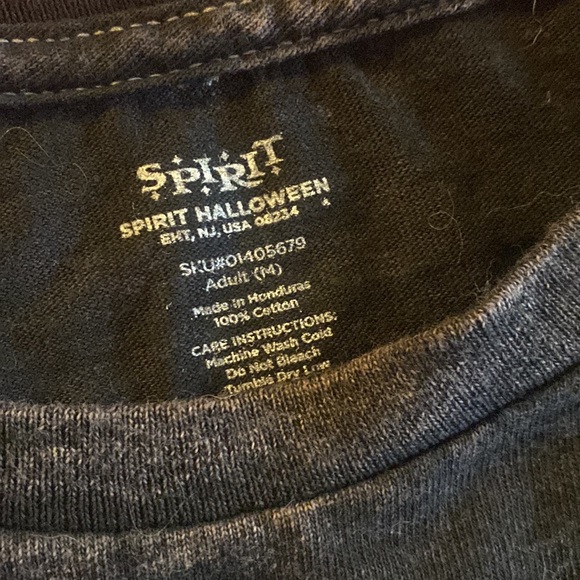 SPIRIT
SPIRIT HALLOWEEN
EHT, NJ, USA 08234
SKU#01405679
Adult (M)
Made in Honduras
100% Cotton
CARE INSTRUCTIONS:
Machine Wash Cold
Do Not Bleach
Tumble Dry Low